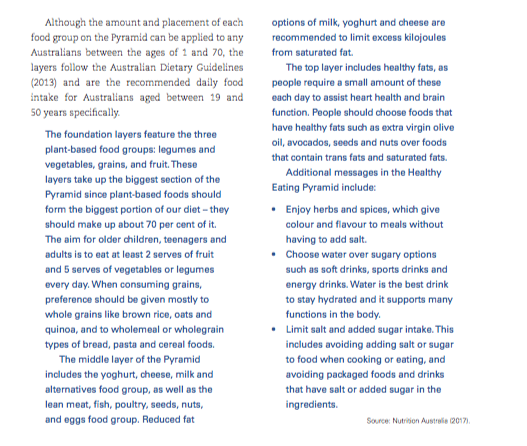 Although the amount and placement of each
food group on the Pyramid can be applied to any
Australians between the ages of 1 and 70, the
layers follow the Australian Dietary Guidelines
(2013) and are the recommended daily food
intake for Australians aged between 19 and
50 years specifically.
The foundation layers feature the three
plant-based food groups: legumes and
vegetables, grains, and fruit. These
layers take up the biggest section of the
Pyramid since plant-based foods should
form the biggest portion of our diet – they
should make up about 70 per cent of it.
The aim for older children, teenagers and
adults is to eat at least 2 serves of fruit
and 5 serves of vegetables or legumes
every day. When consuming grains,
preference should be given mostly to
whole grains like brown rice, oats and
quinoa, and to wholemeal or wholegrain
types of bread, pasta and cereal foods.
The middle layer of the Pyramid
includes the yoghurt, cheese, milk and
alternatives food group, as well as the
lean meat, fish, poultry, seeds, nuts,
and eggs food group. Reduced fat
options of milk, yoghurt and cheese are
recommended to limit excess kilojoules
from saturated fat.
The top layer includes healthy fats, as
people require a small amount of these
each day to assist heart health and brain
function. People should choose foods that
have healthy fats such as extra virgin olive
oil, avocados, seeds and nuts over foods
that contain trans fats and saturated fats.
Additional messages in the Healthy
Eating Pyramid include:
• Enjoy herbs and spices, which give
colour and flavour to meals without
having to add salt.
• Choose water over sugary options
such as soft drinks, sports drinks and
energy drinks. Water is the best drink
to stay hydrated and it supports many
functions in the body.
• Limit salt and added sugar intake. This
includes avoiding adding salt or sugar
to food when cooking or eating, and
avoiding packaged foods and drinks
that have salt or added sugar in the
ingredients.
Source: Nutrition Australia (2017).